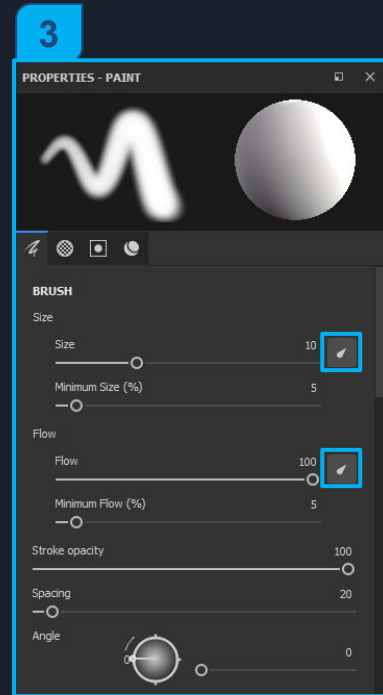 3
PROPERTIES - PAINT
BRUSH
Size
Size 10
Minimum Size (%) 5
Flow
Flow 100
Minimum Flow (%) 5
Stroke opacity 100
Spacing 20
Angle 0 0